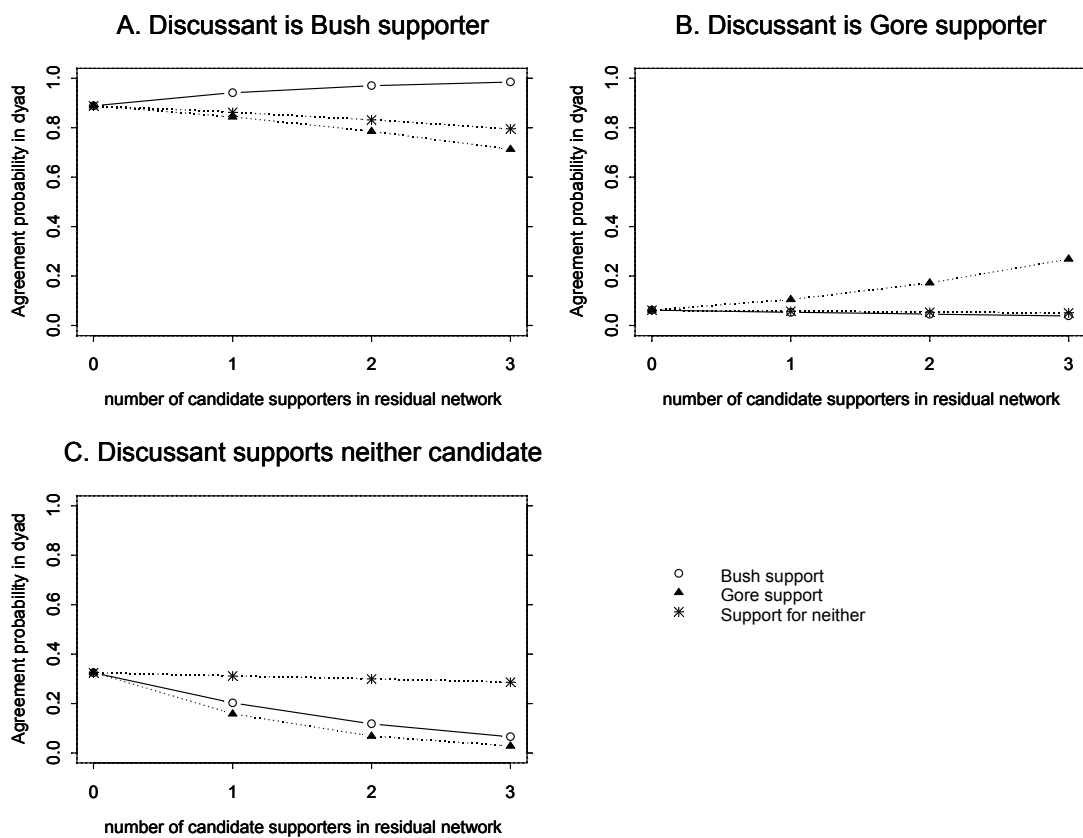 A. Discussant is Bush supporter
Agreement probability in dyad
1.0
0.8
0.6
0.4
0.2
0.0
0 1 2 3
number of candidate supporters in residual network
B. Discussant is Gore supporter
Agreement probability in dyad
1.0
0.8
0.6
0.4
0.2
0.0
0 1 2 3
number of candidate supporters in residual network
C. Discussant supports neither candidate
Agreement probability in dyad
1.0
0.8
0.6
0.4
0.2
0.0
0 1 2 3
number of candidate supporters in residual network
Bush support
Gore support
Support for neither